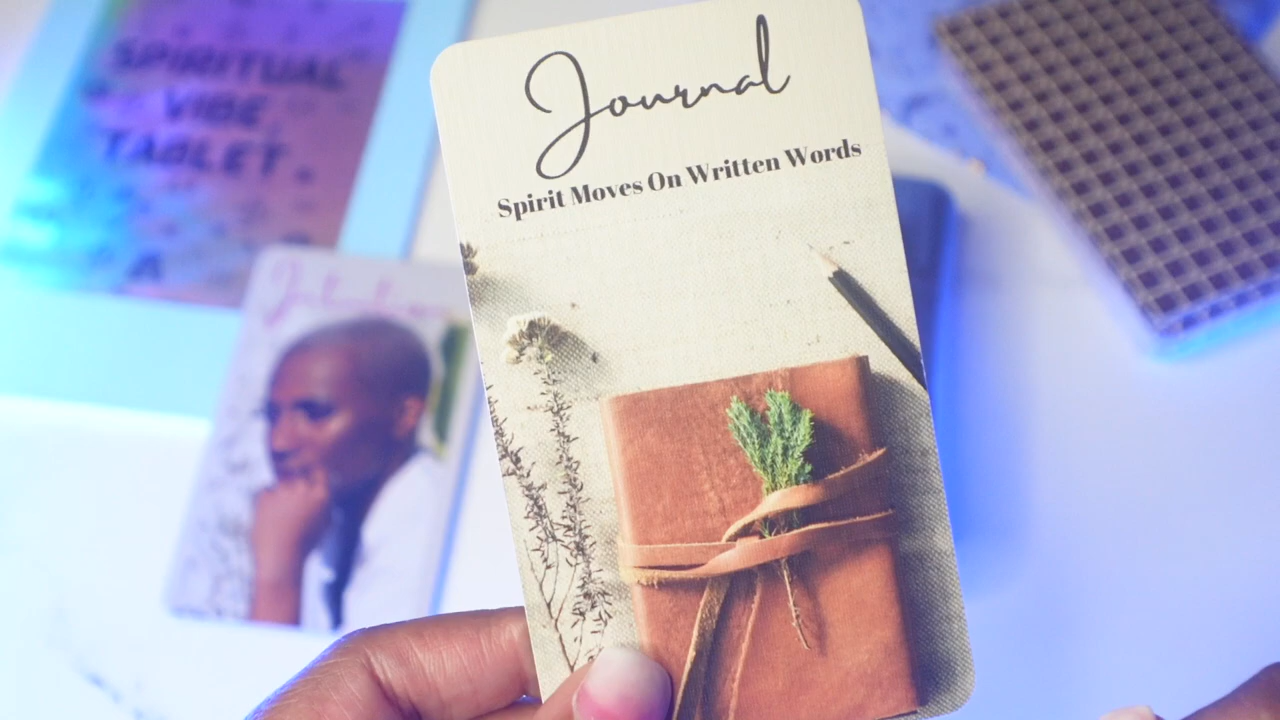 Journal
Spirit Moves On Written Words
SPIRITUAL
VIBE
TABLET.
A